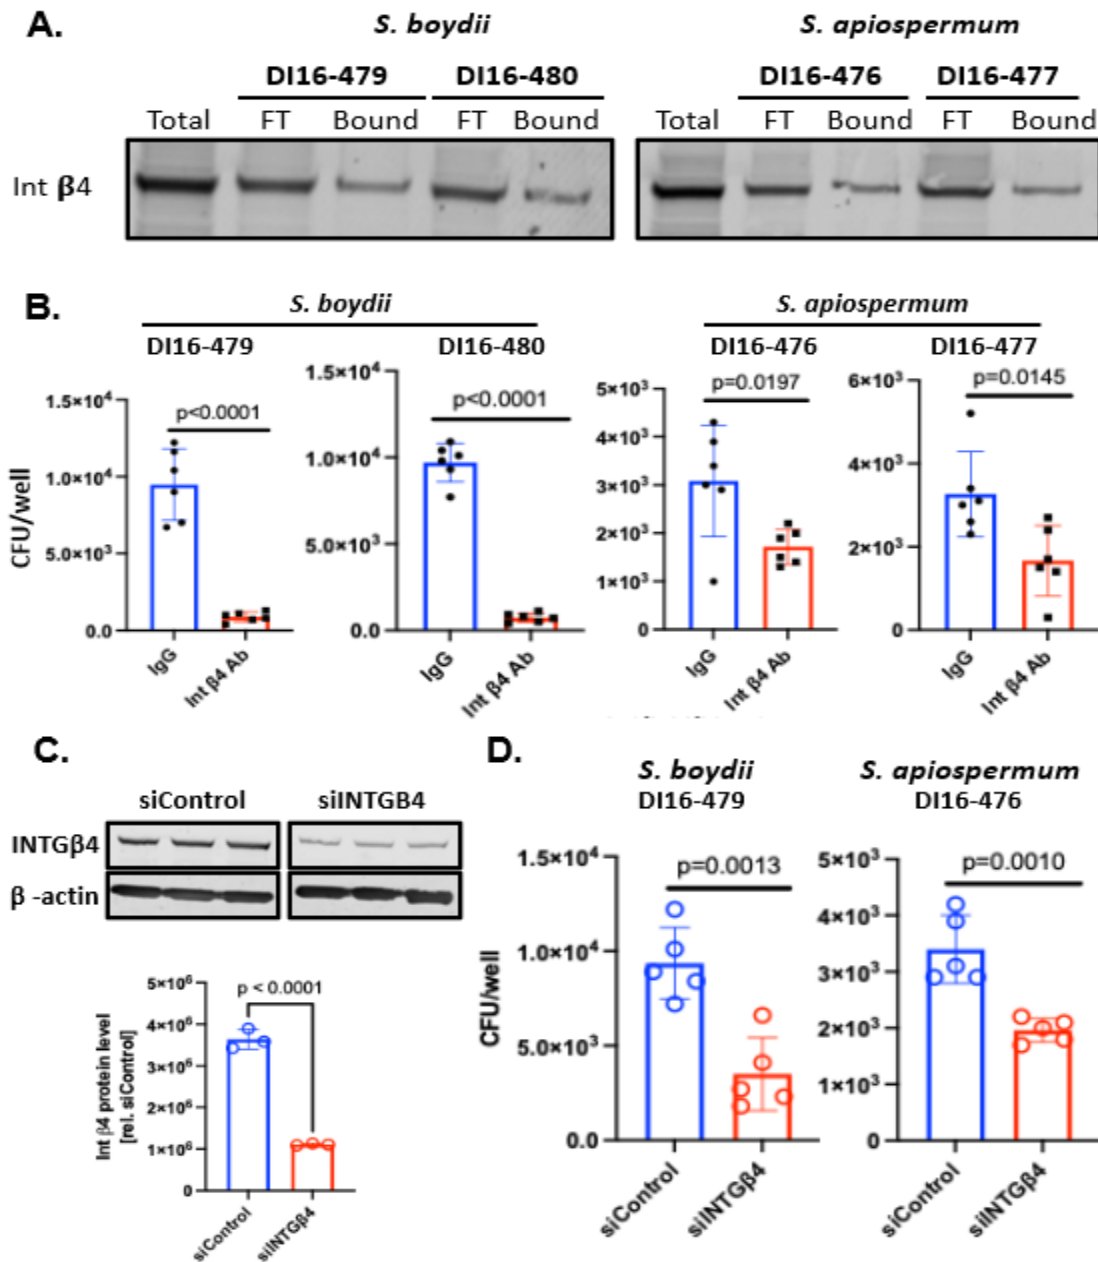 A.
S. boydii
S. apiospermum
DI16-479 DI16-480 DI16-476 DI16-477
Total FT Bound FT Bound Total FT Bound FT Bound
Int β4
B.
S. boydii
S. apiospermum
DI16-479 DI16-480 DI16-476 DI16-477
CFU/well
1.5×10⁴
1.0×10⁴
5.0×10³
0.0
p<0.0001
IgG
Int β4 Ab
1.5×10⁴
1.0×10⁴
5.0×10³
0.0
p<0.0001
IgG
Int β4 Ab
5×10³
4×10³
3×10³
2×10³
1×10³
0
p=0.0197
IgG
Int β4 Ab
6×10³
4×10³
2×10³
0
p=0.0145
IgG
Int β4 Ab
C.
siControl siINTGB4
INTGβ4
β -actin
Int β4 protein level
[rel. siControl]
5×10⁶
4×10⁶
3×10⁶
2×10⁶
1×10⁶
0
p < 0.0001
siControl
siINTGβ4
D.
S. boydii S. apiospermum
DI16-479 DI16-476
CFU/well
1.5×10⁴
1.0×10⁴
5.0×10³
0.0
p=0.0013
siControl
siINTGβ4
5×10³
4×10³
3×10³
2×10³
1×10³
0
p=0.0010
siControl
siINTGβ4